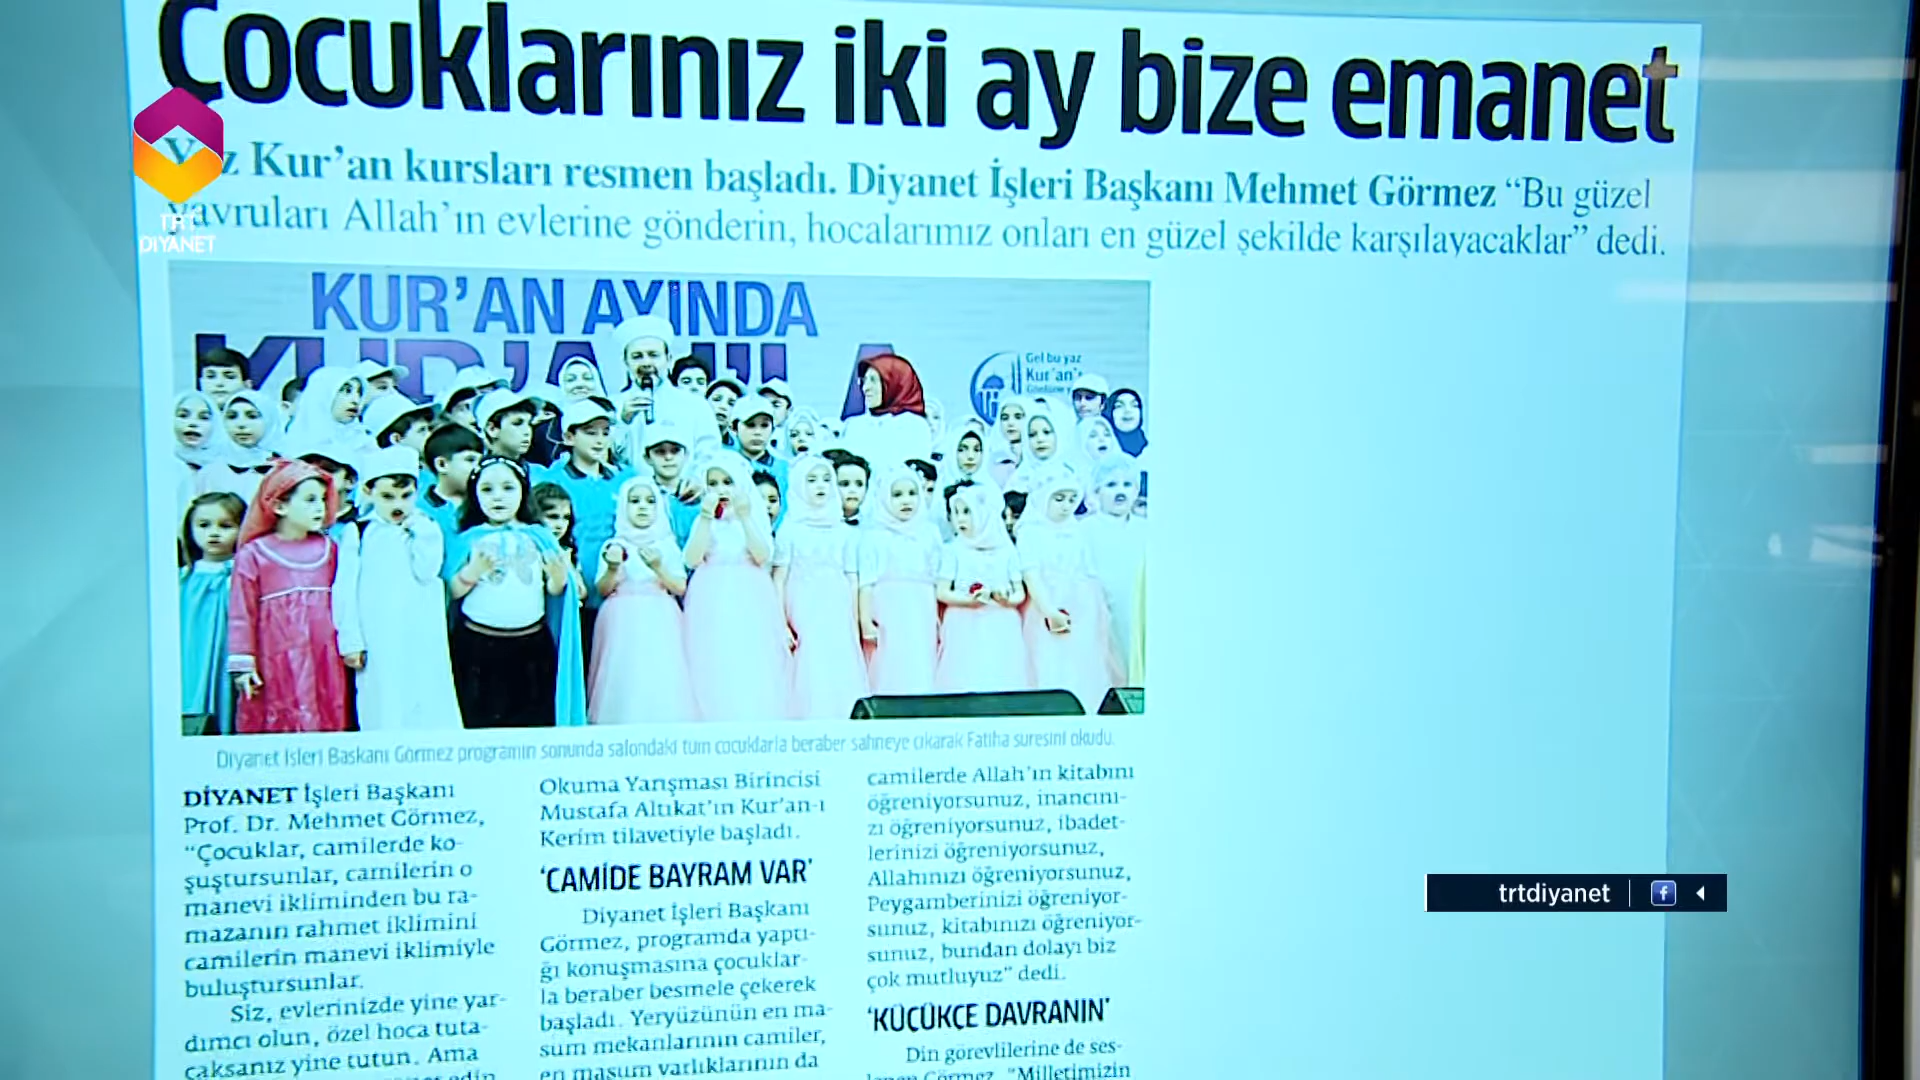 Çocuklarınız iki ay bize emanet
Yaz Kur'an kursları resmen başladı. Diyanet İşleri Başkanı Mehmet Görmez "Bu güzel
yavruları Allah'ın evlerine gönderin, hocalarımız onları en güzel şekilde karşılayacaklar" dedi.
TRT
DİYANET
KUR'AN AYINDA
Gel bu yaz
Kur'an'
Diyanet İşleri Başkanı Görmez programın sonunda salondaki tüm çocuklarla beraber sahneye çıkarak Fatiha suresini okudu.
DİYANET İşleri Başkanı
Prof. Dr. Mehmet Görmez,
"Çocuklar, camilerde ko-
şuştursunlar, camilerin o
manevi ikliminden bu ra-
mazanın rahmet iklimini
camilerin manevi iklimiyle
buluştursunlar.
Siz, evlerinizde yine yar-
dımcı olun, özel hoca tuta-
caksanız yine tutun. Ama
Okuma Yarışması Birincisi
Mustafa Altıkat'ın Kur'an-ı
Kerim tilavetiyle başladı.
'CAMİDE BAYRAM VAR'
Diyanet İşleri Başkanı
Görmez, programda yaptı-
ğı konuşmasına çocuklar-
la beraber besmele çekerek
başladı. Yeryüzünün en ma-
sum mekanlarının camiler,
en masum varlıklarının da
camilerde Allah'ın kitabını
öğreniyorsunuz, inancını-
zı öğreniyorsunuz, ibadet-
lerinizi öğreniyorsunuz,
Allahınızı öğreniyorsunuz,
Peygamberinizi öğreniyor-
sunuz, kitabınızı öğreniyor-
sunuz, bundan dolayı biz
çok mutluyuz" dedi.
'KÜÇÜKÇE DAVRANIN'
Din görevlilerine de ses-
lenen Görmez, "Milletimizin
trtdiyanet